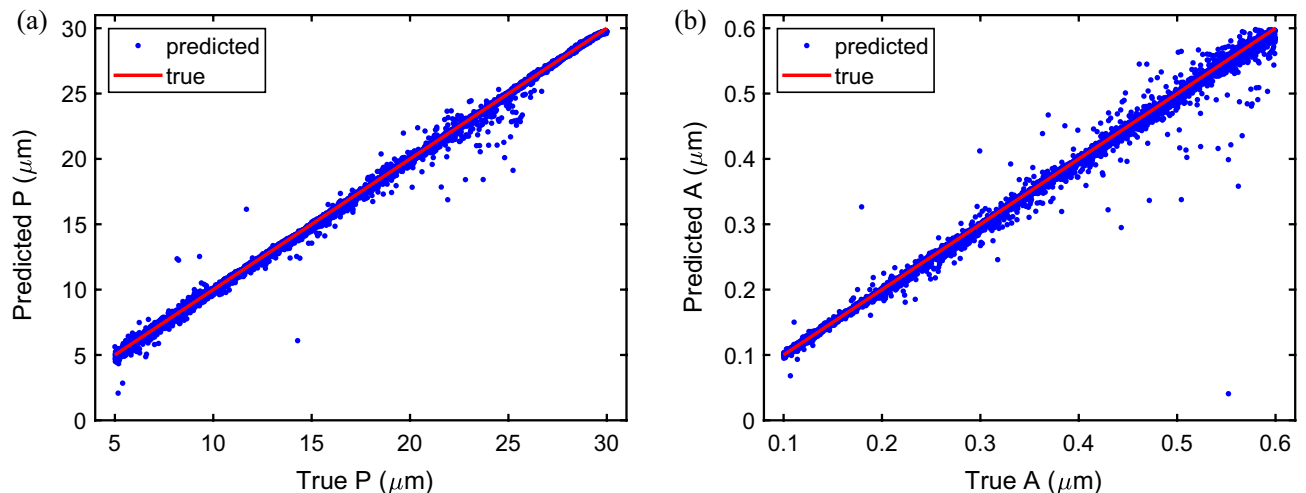 (a)
30
25
20
15
10
5
0
Predicted P (μm)
predicted
true
5 10 15 20 25 30
True P (μm)
(b)
0.6
0.5
0.4
0.3
0.2
0.1
0
Predicted A (μm)
predicted
true
0.1 0.2 0.3 0.4 0.5 0.6
True A (μm)